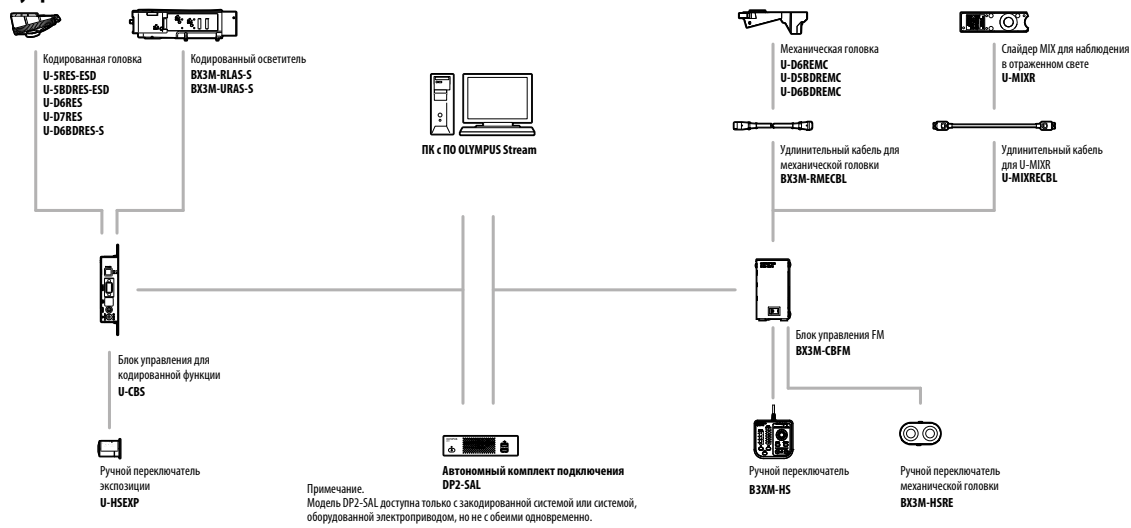 Кодированная головка
U-5RES-ESD
U-5BDRES-ESD
U-D6RES
U-D7RES
U-D6BDRES-S
Кодированный осветитель
BX3M-RLAS-S
BX3M-URAS-S
ПК с ПО OLYMPUS Stream
Механическая головка
U-D6REMC
U-D5BDREMC
U-D6BDREMC
Слайдер MIX для наблюдения
в отраженном свете
U-MIXR
Удлинительный кабель для
механической головки
BX3M-RMECBL
Удлинительный кабель
для U-MIXR
U-MIXRECBL
Блок управления для
кодированной функции
U-CBS
Блок управления FM
BX3M-CBFM
Ручной переключатель
экспозиции
U-HSEXP
Автономный комплект подключения
DP2-SAL
Примечание.
Модель DP2-SAL доступна только с закодированной системой или системой,
оборудованной электроприводом, но не с обеими одновременно.
Ручной переключатель
B3XM-HS
Ручной переключатель
механической головки
BX3M-HSRE